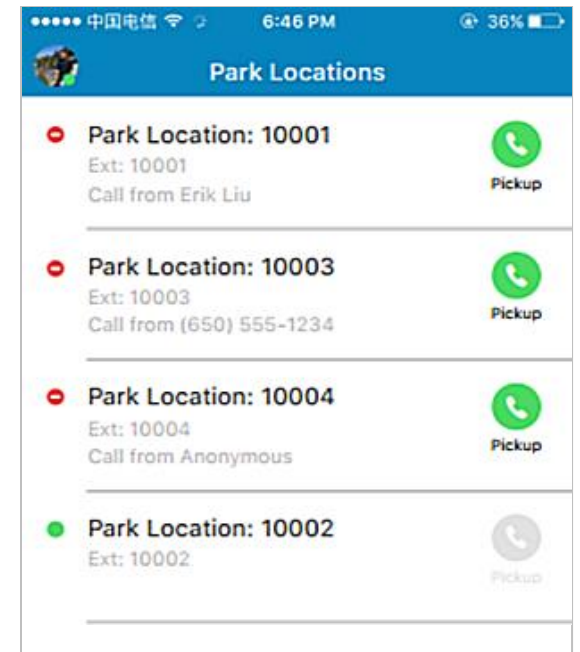 中国电信 6:46 PM 36%
Park Locations
Park Location: 10001
Ext: 10001
Call from Erik Liu
Pickup
Park Location: 10003
Ext: 10003
Call from (650) 555-1234
Pickup
Park Location: 10004
Ext: 10004
Call from Anonymous
Pickup
Park Location: 10002
Ext: 10002
Pickup